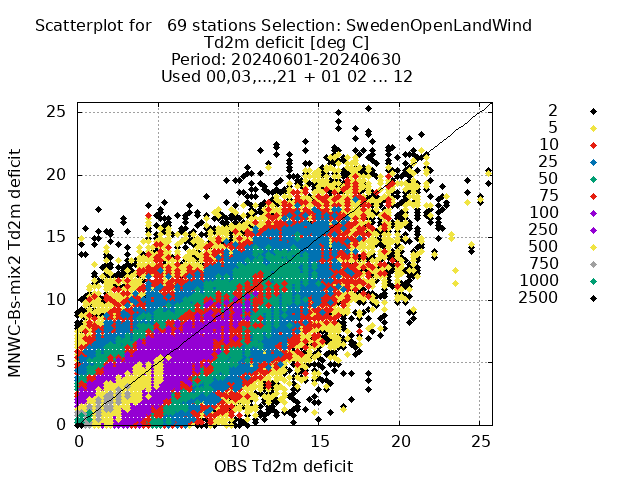 Scatterplot for   69 stations Selection: SwedenOpenLandWind
Td2m deficit [deg C]
Period: 20240601-20240630
Used 00,03,...,21 + 01 02 ... 12
MNWC-Bs-mix2 Td2m deficit
25
20
15
10
5
0
0 5 10 15 20 25
OBS Td2m deficit
2
5
10
25
50
75
100
250
500
750
1000
2500